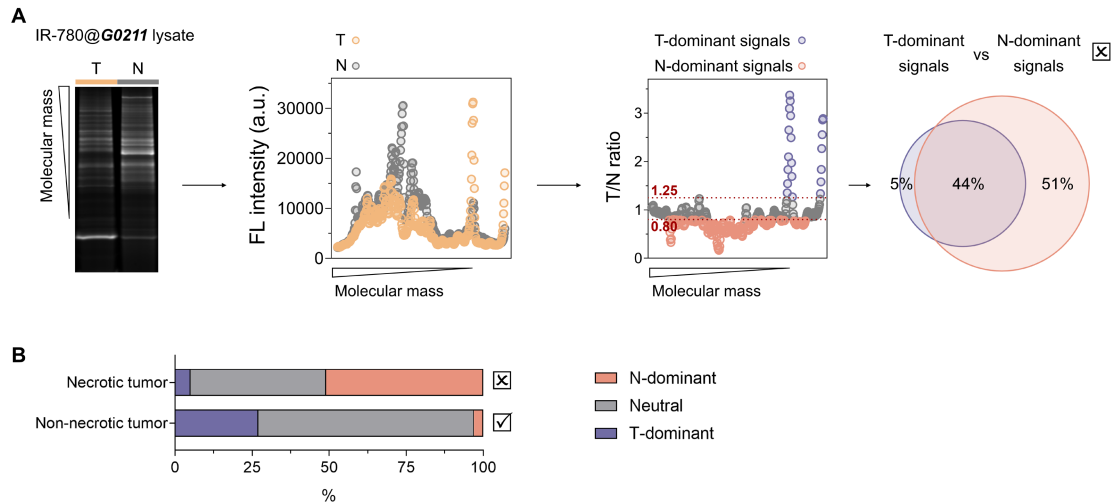 A
IR-780@G0211 lysate
T N
Molecular mass
T
N
FL intensity (a.u.)
30000
20000
10000
0
Molecular mass
T-dominant signals
N-dominant signals
T/N ratio
3
2
1
0
1.25
0.80
Molecular mass
T-dominant signals vs N-dominant signals
5% 44% 51%
B
Necrotic tumor
Non-necrotic tumor
0 25 50 75 100
%
N-dominant
Neutral
T-dominant